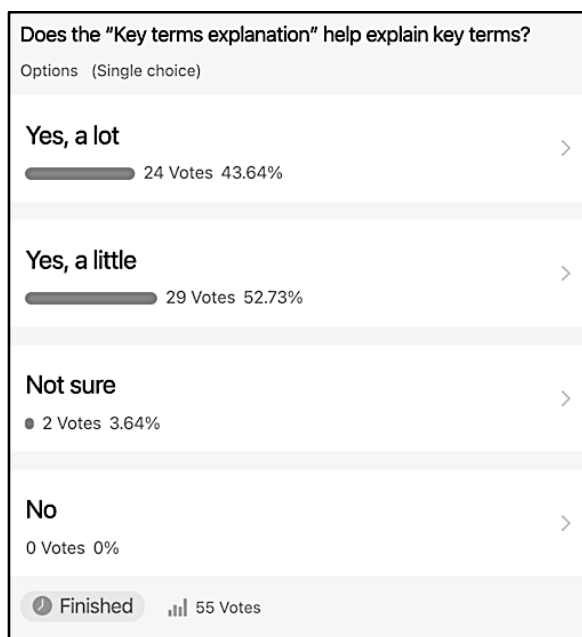 Does the “Key terms explanation” help explain key terms?
Options (Single choice)
Yes, a lot
24 Votes 43.64%
Yes, a little
29 Votes 52.73%
Not sure
2 Votes 3.64%
No
0 Votes 0%
Finished 55 Votes